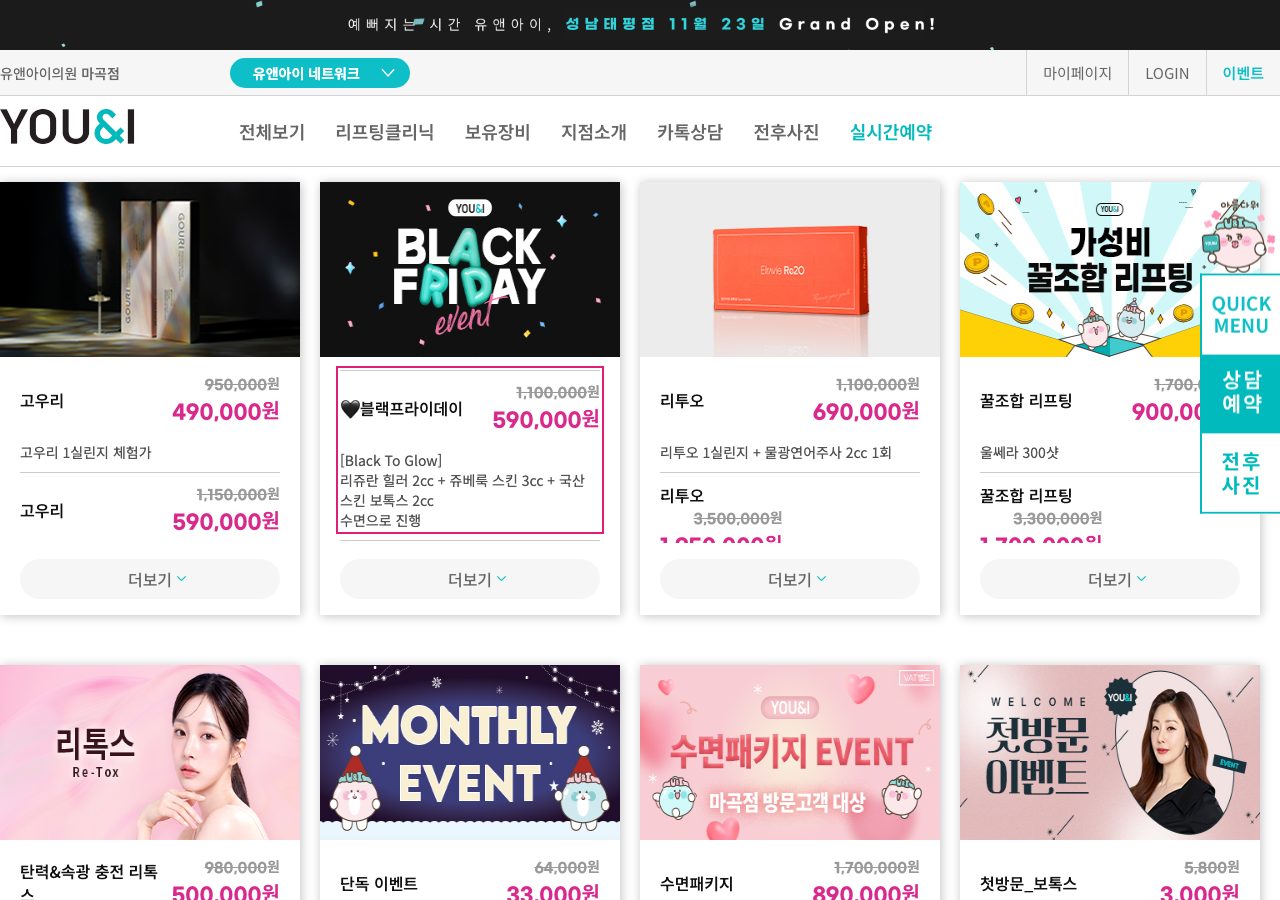 예뻐지는 시간 유앤아이, 성남태평점 11월 23일 Grand Open!
유앤아이의원 마곡점
유앤아이 네트워크
마이페이지
LOGIN
이벤트
YOU&I
전체보기
리프팅클리닉
보유장비
지점소개
카톡상담
전후사진
실시간예약
GOURI
GOURI
고우리
950,000원
490,000원
고우리 1실린지 체험가
고우리
1,150,000원
590,000원
더보기
YOU&I
BLACK
FRIDAY
event
🖤블랙프라이데이
1,100,000원
590,000원
[Black To Glow]
리쥬란 힐러 2cc + 쥬베룩 스킨 3cc + 국산
스킨 보톡스 2cc
수면으로 진행
더보기
Elravie Re2O
리투오
1,100,000원
690,000원
리투오 1실린지 + 물광연어주사 2cc 1회
리투오
3,500,000원
더보기
YOU&I
가성비
꿀조합 리프팅
꿀조합 리프팅
울쎄라 300샷
꿀조합 리프팅
3,300,000원
1,700,000원
더보기
QUICK
MENU
상담
예약
전후
사진
리톡스
Re-Tox
탄력&속광 충전 리톡
스
980,000원
500,000원
MONTHLY
EVENT
단독 이벤트
64,000원
33,000원
VAT별도
YOU&I
수면패키지 EVENT
마곡점 방문고객 대상
수면패키지
1,700,000원
890,000원
WELCOME
YOU&I
첫방문
이벤트
EVENT
첫방문_보톡스
5,800원
3,000원